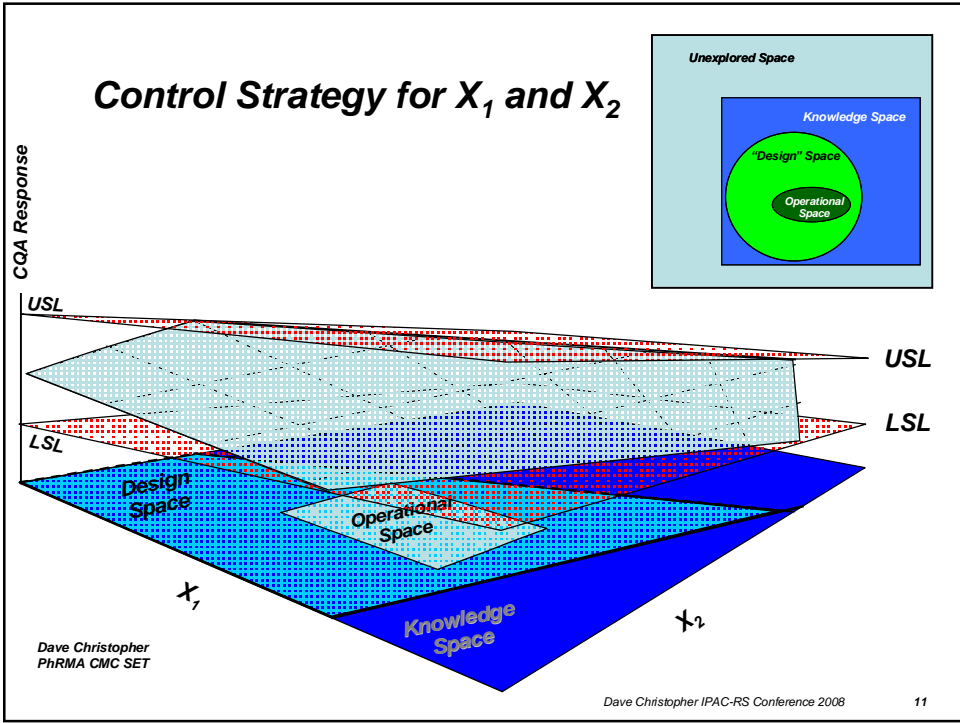 Control Strategy for X1 and X2
Unexplored Space
Knowledge Space
"Design" Space
Operational
Space
CQA Response
USL
USL
LSL
LSL
Design
Space
Operational
Space
X1
Knowledge
Space
X2
Dave Christopher
PhRMA CMC SET
Dave Christopher IPAC-RS Conference 2008
11